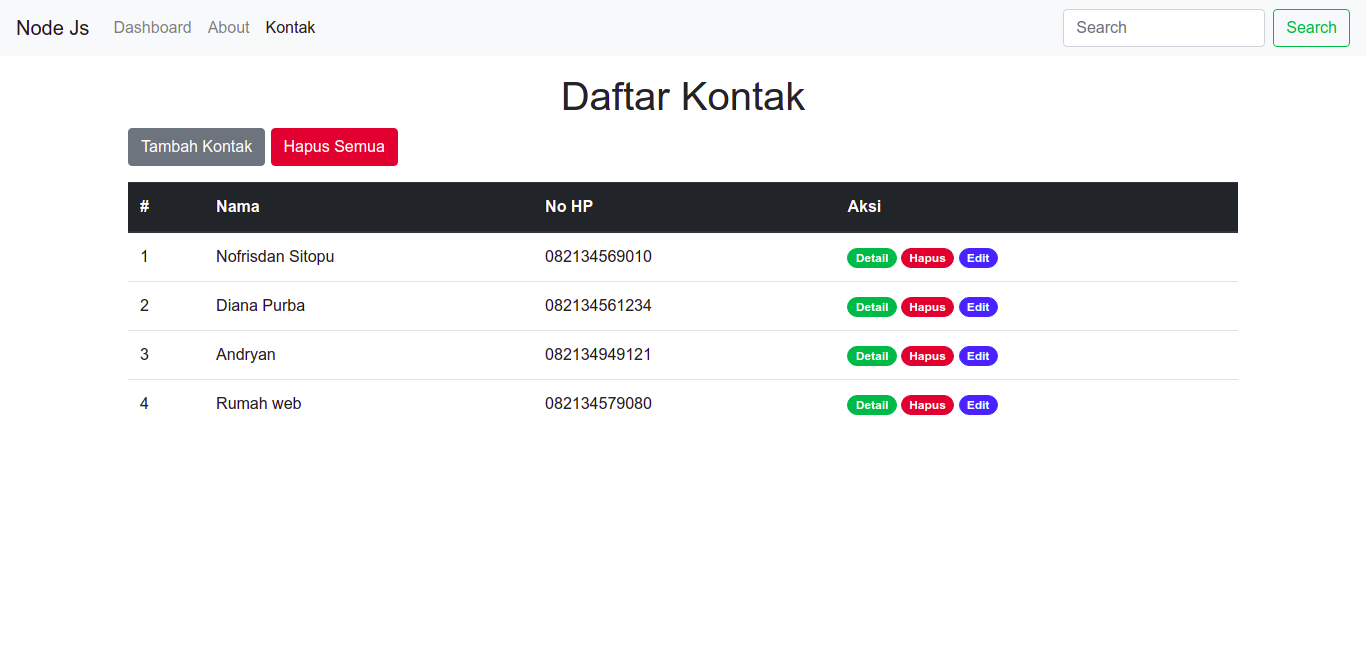 Node Js Dashboard About Kontak Search Search
Daftar Kontak
Tambah Kontak Hapus Semua
# Nama No HP Aksi
1 Nofrisdan Sitopu 082134569010 Detail Hapus Edit
2 Diana Purba 082134561234 Detail Hapus Edit
3 Andryan 082134949121 Detail Hapus Edit
4 Rumah web 082134579080 Detail Hapus Edit